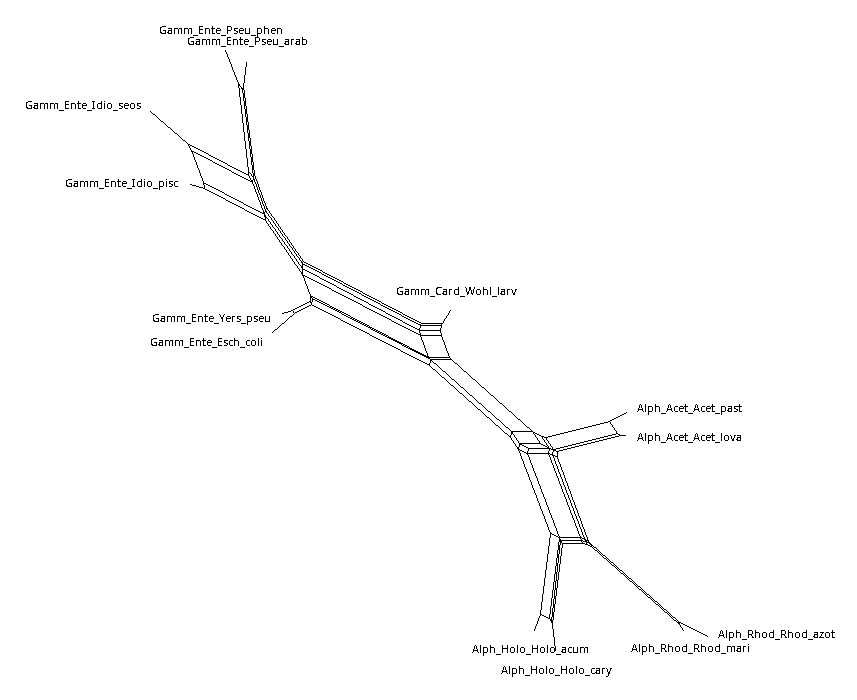 Gamm_Ente_Pseu_phen
Gamm_Ente_Pseu_arab
Gamm_Ente_Idio_seos
Gamm_Ente_Idio_pisc
Gamm_Card_Wohl_larv
Gamm_Ente_Yers_pseu
Gamm_Ente_Esch_coli
Alph_Acet_Acet_past
Alph_Acet_Acet_lova
Alph_Rhod_Rhod_azot
Alph_Rhod_Rhod_mari
Alph_Holo_Holo_acum
Alph_Holo_Holo_cary